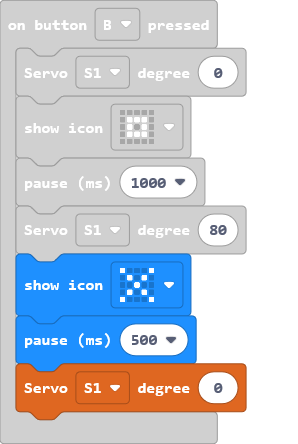 on button B pressed
Servo S1 degree 0
show icon
pause (ms) 1000
Servo S1 degree 80
show icon
pause (ms) 500
Servo S1 degree 0